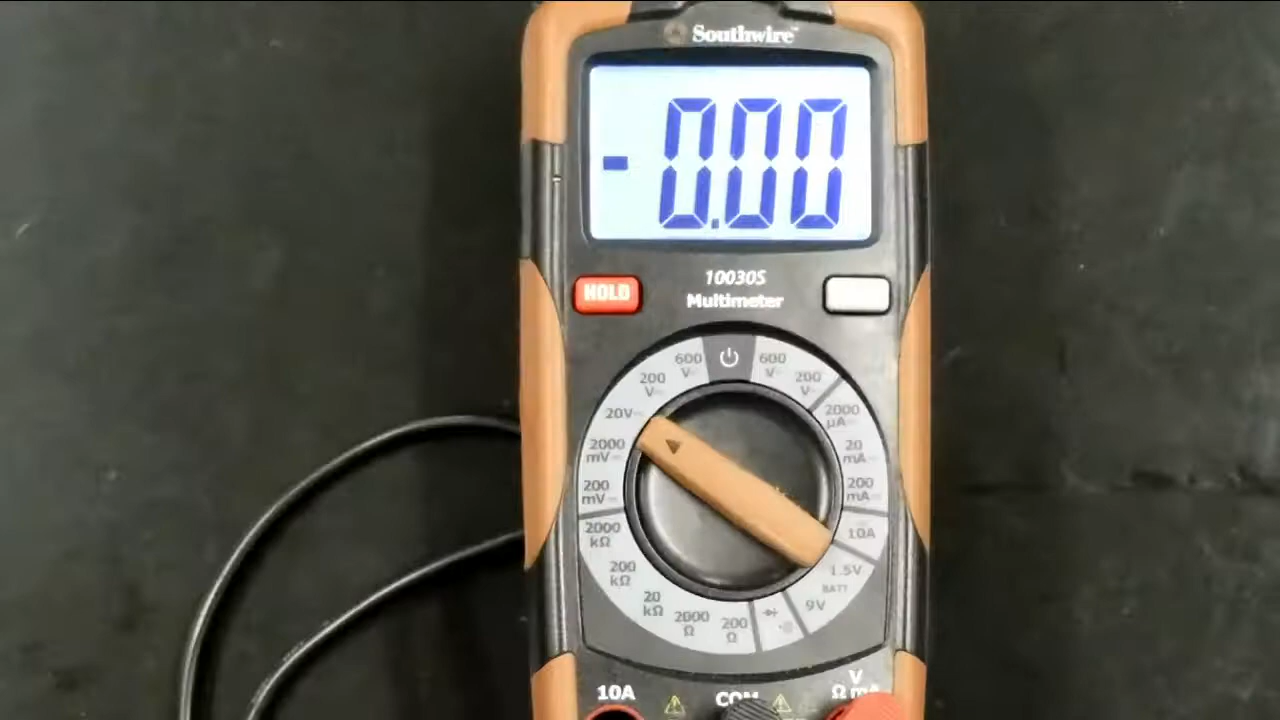 Southwire™
- 0.00
HOLD
10030S
Multimeter
600
V
200
V
20V
2000
mV
200
mV
2000
kΩ
200
kΩ
20
kΩ
2000
Ω
200
Ω
600
V
200
V
2000
µA
20
mA
200
mA
10A
1.5V
BATT
9V
10A
COM
V
Ω mA